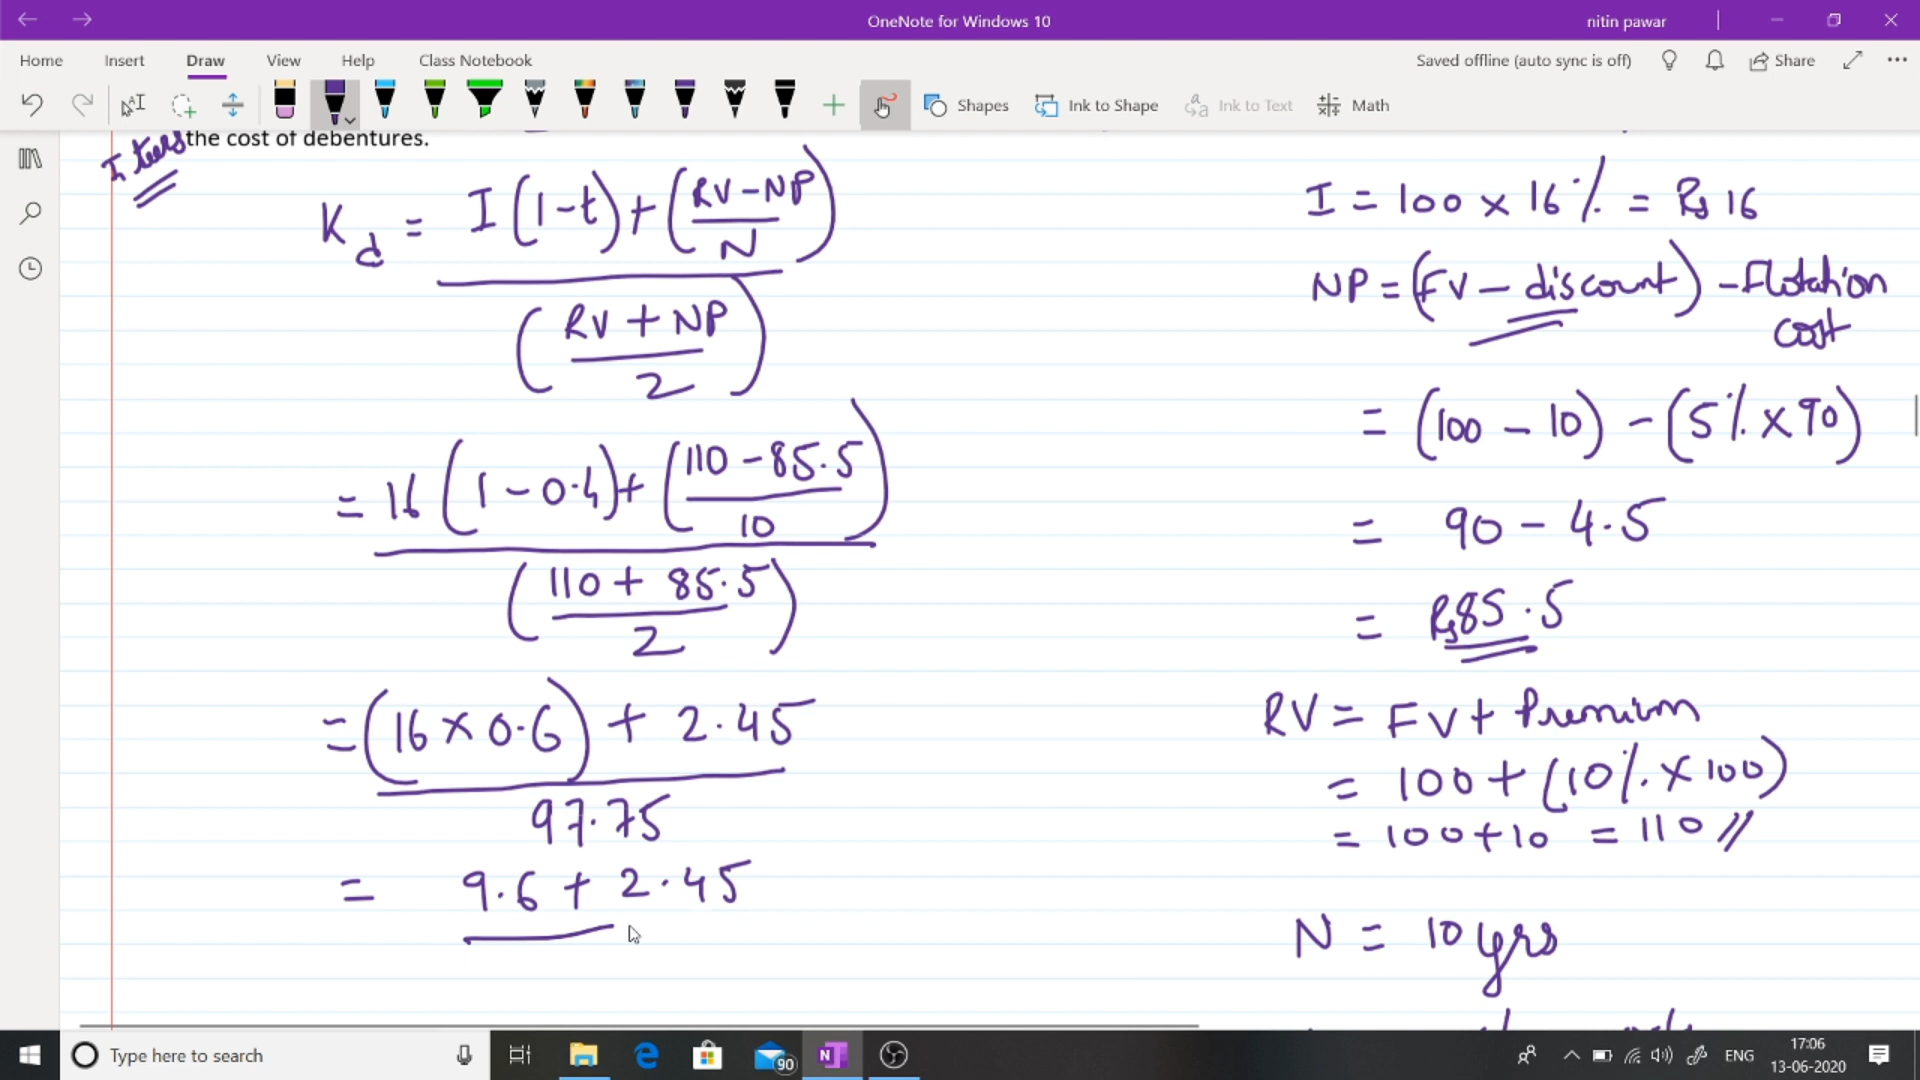 OneNote for Windows 10
nitin pawar
Home Insert Draw View Help Class Notebook
Saved offline (auto sync is off) Share
Shapes Ink to Shape Ink to Text Math
the cost of debentures.
Kd = I(1-t)+(RV-NP/N)
(RV+NP/2)
= 16(1-0.4)+(110-85.5/10)
(110+85.5/2)
=(16×0.6)+2.45
97.75
= 9.6+2.45
I = 100 × 16% = Rs 16
NP=(FV-discount)-Flotation
cost
= (100-10)-(5%×90)
= 90-4.5
= Rs85.5
RV= FV+Premium
= 100+(10%×100)
= 100+10 = 110 //
N = 10yrs
Type here to search
90
ENG
17:06
13-06-2020